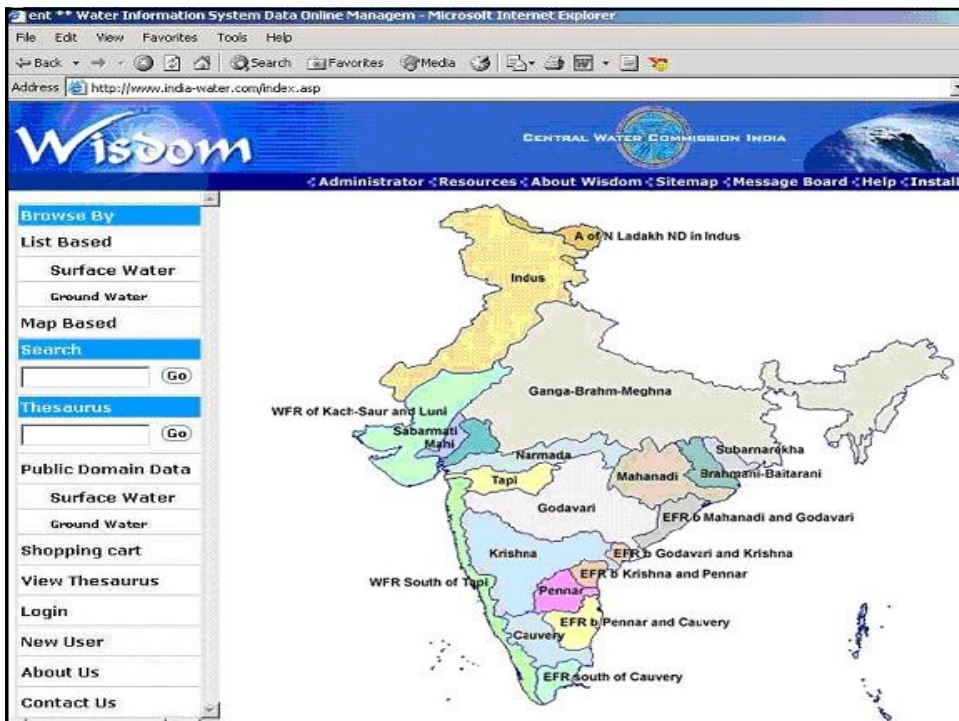 ent ** Water Information System Data Online Managem - Microsoft Internet Explorer
File Edit View Favorites Tools Help
Back Search Favorites Media
Address http://www.india-water.com/index.asp
Wisdom
CENTRAL WATER COMMISSION INDIA
Administrator Resources About Wisdom Sitemap Message Board Help Install
Browse By
List Based
Surface Water
Ground Water
Map Based
Search
Go
Thesaurus
Go
Public Domain Data
Surface Water
Ground Water
Shopping cart
View Thesaurus
Login
New User
About Us
Contact Us
A of N Ladakh ND in Indus
Indus
Ganga-Brahm-Meghna
WFR of Kach-Saur and Luni
Sabarmati
Mahi
Narmada
Subarnarekha
Tapi
Mahanadi
Brahmani-Baitarani
Godavari
EFR b Mahanadi and Godavari
Krishna
EFR b Godavari and Krishna
WFR South of Tapi
EFR b Krishna and Pennar
Pennar
EFR b Pennar and Cauvery
Cauvery
EFR south of Cauvery